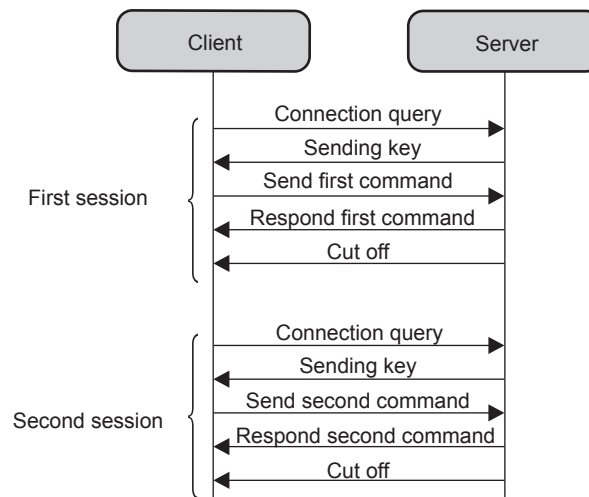 Client
Server
Connection query
Sending key
Send first command
First session
Respond first command
Cut off
Connection query
Sending key
Send second command
Second session
Respond second command
Cut off